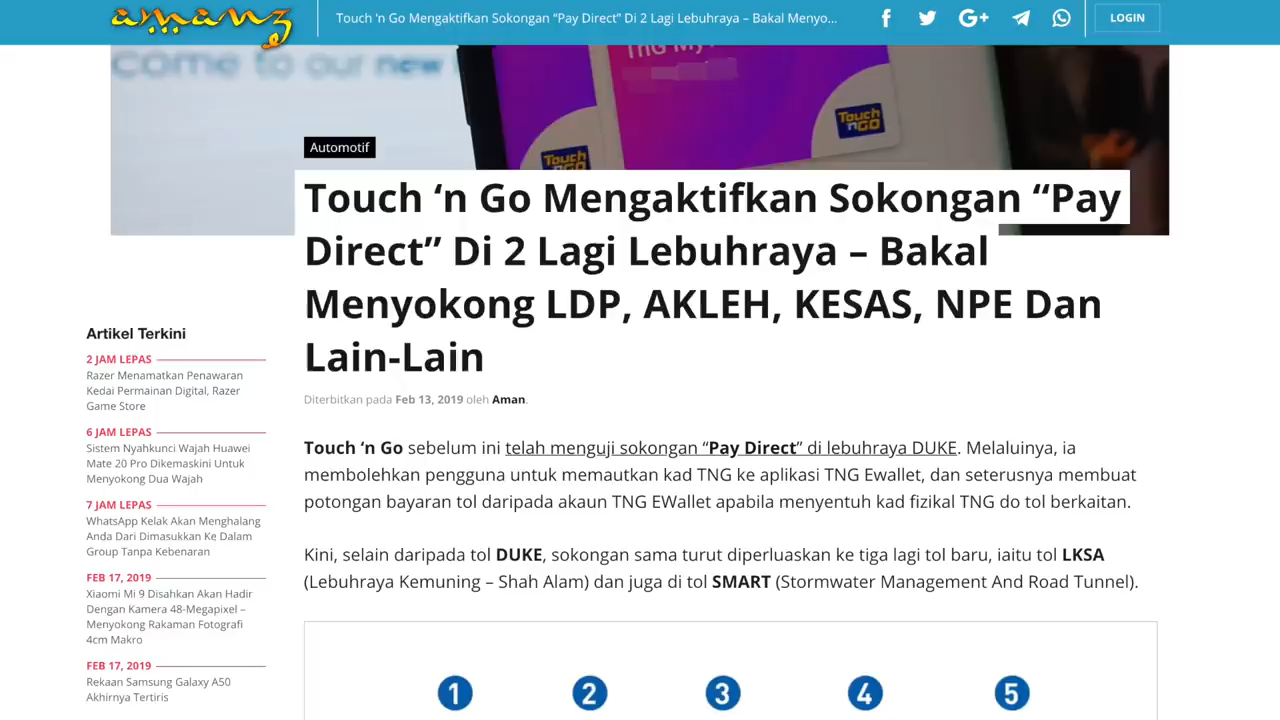 amanz
Touch 'n Go Mengaktifkan Sokongan “Pay Direct” Di 2 Lagi Lebuhraya – Bakal Menyo...
LOGIN
come to our new
TnG
Touch
'n GO
Touch
'n GO
Automotif
Touch ‘n Go Mengaktifkan Sokongan “Pay
Direct” Di 2 Lagi Lebuhraya – Bakal
Menyokong LDP, AKLEH, KESAS, NPE Dan
Lain-Lain
Diterbitkan pada Feb 13, 2019 oleh Aman.
Artikel Terkini
2 JAM LEPAS
Razer Menamatkan Penawaran
Kedai Permainan Digital, Razer
Game Store
6 JAM LEPAS
Sistem Nyahkunci Wajah Huawei
Mate 20 Pro Dikemaskini Untuk
Menyokong Dua Wajah
7 JAM LEPAS
WhatsApp Kelak Akan Menghalang
Anda Dari Dimasukkan Ke Dalam
Group Tanpa Kebenaran
FEB 17, 2019
Xiaomi Mi 9 Disahkan Akan Hadir
Dengan Kamera 48-Megapixel –
Menyokong Rakaman Fotografi
4cm Makro
FEB 17, 2019
Rekaan Samsung Galaxy A50
Akhirnya Tertiris
Touch ‘n Go sebelum ini telah menguji sokongan “Pay Direct” di lebuhraya DUKE. Melaluinya, ia
membolehkan pengguna untuk memautkan kad TNG ke aplikasi TNG Ewallet, dan seterusnya membuat
potongan bayaran tol daripada akaun TNG EWallet apabila menyentuh kad fizikal TNG do tol berkaitan.
Kini, selain daripada tol DUKE, sokongan sama turut diperluaskan ke tiga lagi tol baru, iaitu tol LKSA
(Lebuhraya Kemuning – Shah Alam) dan juga di tol SMART (Stormwater Management And Road Tunnel).
1 2 3 4 5